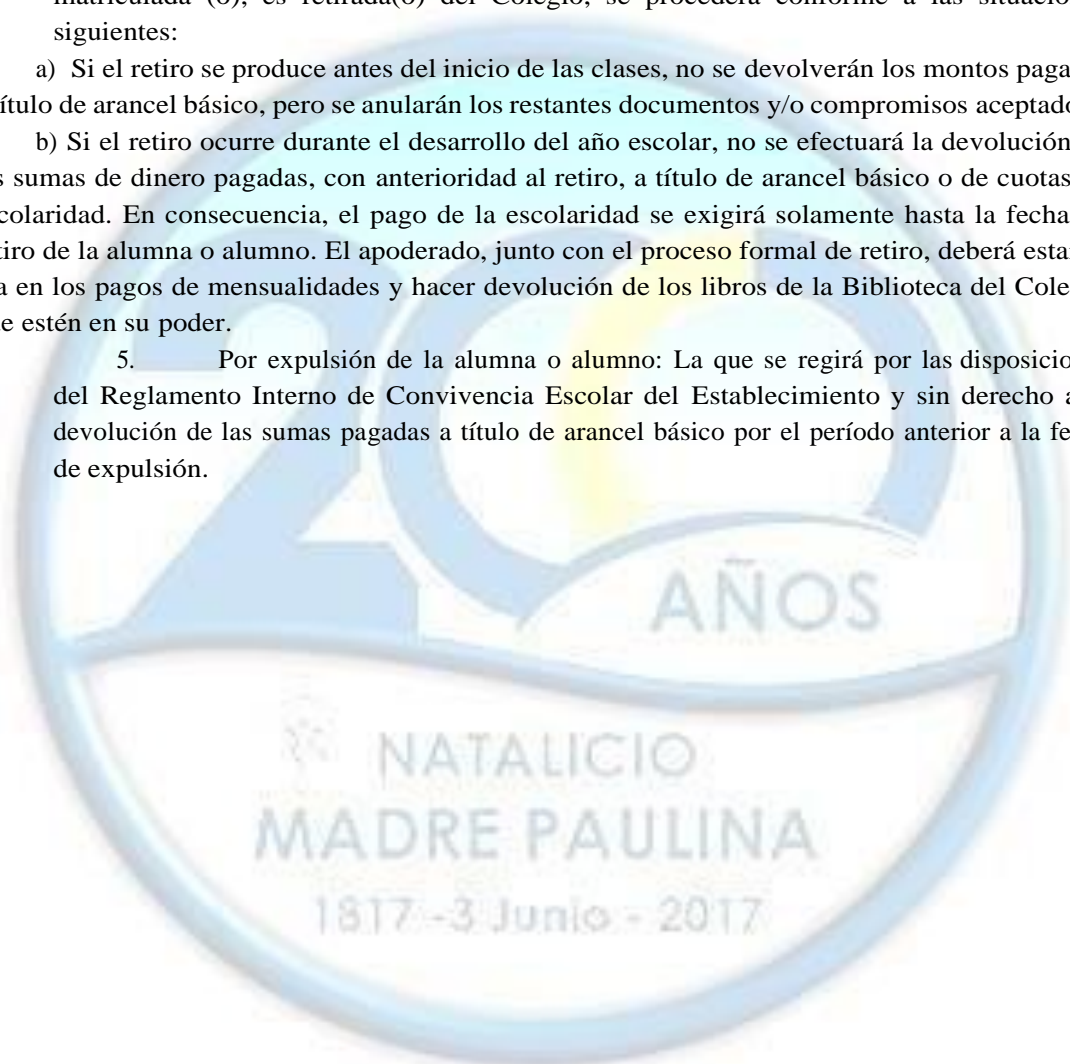 matriculada (o), es retirada(o) del Colegio, se procederá conforme a las situacio
siguientes:
a) Si el retiro se produce antes del inicio de las clases, no se devolverán los montos paga
ítulo de arancel básico, pero se anularán los restantes documentos y/o compromisos aceptado
b) Si el retiro ocurre durante el desarrollo del año escolar, no se efectuará la devolución
s sumas de dinero pagadas, con anterioridad al retiro, a título de arancel básico o de cuotas
colaridad. En consecuencia, el pago de la escolaridad se exigirá solamente hasta la fecha
tiro de la alumna o alumno. El apoderado, junto con el proceso formal de retiro, deberá esta
a en los pagos de mensualidades y hacer devolución de los libros de la Biblioteca del Cole
e estén en su poder.
5. Por expulsión de la alumna o alumno: La que se regirá por las disposicio
del Reglamento Interno de Convivencia Escolar del Establecimiento y sin derecho a
devolución de las sumas pagadas a título de arancel básico por el período anterior a la fe
de expulsión.
200
AÑOS
NATALICIO
MADRE PAULINA
1817 -3 Junio - 2017